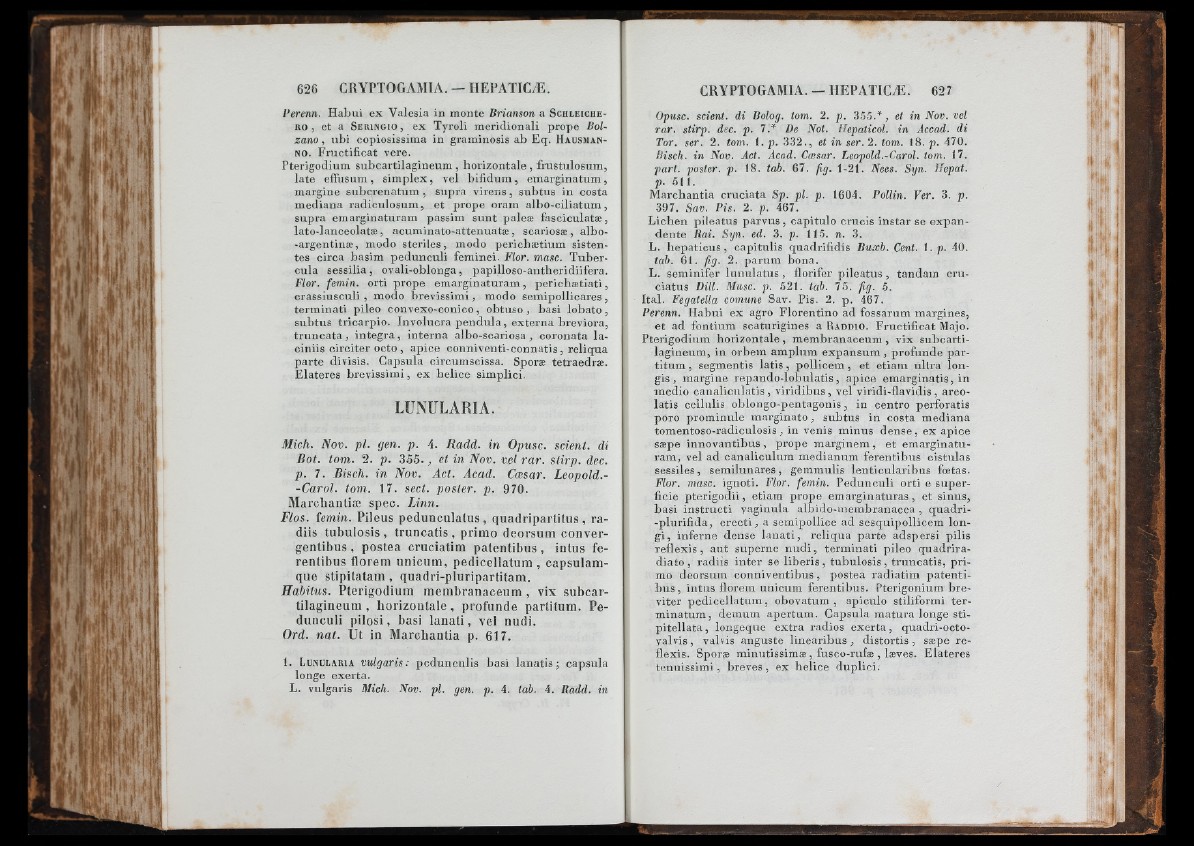 626 CRYPTOGAMIA. — HEPATICÆ.
Perenn. Habui ex Valesia in monte Brianson a SCHLEICHE-
RO, et a SERINGIO, ex Tyroli meridionali prope Bol-
zano, ubi copiosissima in graminosis ab Eq. HAUSMAN-
NO. Fructificat vere.
Pterigodium subcartilagineum, horizontale, frustulosum,
late effusum, simplex, vel bifidum, emarginatum,
margine subcrenatum, supra virens, subtus in costa
mediana radiculosum, et prope oram albo-ciliatum,
supra emarginaturam passim sunt paleæ fasciculatæ,
lato-lanceolatæ, acuminato-attenuatæ, scariosæ, albo-
-argentinæ, modo steriles, modo perichætium sisten-
tes circa basim pedunculi feminei. Flor. masc. Tuber-
cula sessilia, ovali-oblonga, papilloso-antheridiifera.
Flor. femin. orti prope emarginaturam, perichætiati,
crassiusculi, modo brevissimi, modo semipollicares,
terminati pileo convexo-conico, obtuso, basi lobato,
subtus tricarpio. Involucra pendula, externa breviora,
truncata, integra, interna albo-scariosa, coronata la-
ciniis circiter octo, apice conniventi-connatis, reliqua
parte divisis. Capsula circumscissa. Sporæ tetraedræ.
Elateres brevissimi, ex helice simplici.
LUNULARIA.
Mich. Nov. pl. gen. p. 4. Radd. in Opusc. scient. di
Bot. tom. 2. p. 355., et in Nov. vel rar. stirp. dec.
p. 7. Bisch. in Nov. Act. Acad. Cæsar. Leopold.-
-Carol. tom. 17. sect. poster. p. 970.
Marchantiæ spec. Linn.
Flos. femin. Pileus pedunculatus, quadripartitus, ra-
diis tubulosis, truncatis, primo deorsum conver-
gentibus, postea cruciatim patentibus, intus fe-
rentibus florem unicum, pedicellatum, capsulam-
que stipitatam, quadri-pluripartitam.
Habitus. Pterigodium membranaceum, vix subcar-
tilagineum, horizontale, profunde partitum. Pe-
dunculi pilosi, basi lanati, vel nudi.
Ord. nat. Ut in Marchantia p. 617.
1. LUNULARIA vulgaris: pedunculis basi lanatis; capsula
longe exerta.
L. vulgaris Mich. Nov. pl. gen. p. 4. tab. 4. Radd. in
CRYPTOGAMIA. — HEPATICÆ. 627
Opusc. scient. di Bolog. tom. 2. p. 355.*, et in Nov. vel
rar. stirp. dec. p. 7.* De Not. Hepaticol. in Accad. di
Tor. ser. 2. tom. 1. p. 332., et in ser. 2. tom. 18. p. 470.
Bisch. in Nov. Act. Acad. Cæsar. Leopold.-Carol. tom. 17.
part. poster. p. 18. tab. 67. fig. 1-21. Nees. Syn. Hepat.
p. 511.
Marchantia cruciata Sp. pl. p. 1604. Pollin. Ver. 3. p.
397. Sav. Pis. 2. p. 467.
Lichen pileatus parvus, capitulo crucis instar se expan-
dente Rai. Syn. ed. 3. p. 115. n. 3.
L. hepaticus, capitulis quadrifidis Buxb. Cent. 1. p. 40.
tab. 61. fig. 2. parum bona.
L. seminifer lunulatus, florifer pileatus, tandam cru-
ciatus Dill. Musc. p. 521. tab. 75. fig. 5.
Ital. Fegatella comune Sav. Pis. 2. p. 467.
Perenn. Habui ex agro Florentino ad fossarum margines,
et ad fontium scaturigines a RADDIO. Fructificat Majo.
Pterigodium horizontale, membranaceum, vix subcarti-
lagineum, in orbem amplum expansum, profunde par-
titum, segmentis latis, pollicem, et etiam ultra lon-
gis, margine repando-lobulatis, apice emarginatis, in
medio canaliculatis, viridibus, vel viridi-flavidis, areo-
latis cellulis oblongo-pentagonis, in centro perforatis
poro prominule marginato, subtus in costa mediana
tomentoso-radiculosis, in venis minus dense, ex apice
sæpe innovantibus, prope marginem, et emarginatu-
ram, vel ad canaliculum medianum ferentibus cistulas
sessiles, semilunares, gemmulis lenticularibus fœtas.
Flor. masc. ignoti. Flor. femin. Pedunculi orti e super-
ficie pterigodii, etiam prope emarginaturas, et sinus,
basi instructi vaginula albido-membranacea, quadri-
-plurifida, erecti, a semipollice ad sesquipollicem lon-
gi, inferne dense lanati, reliqua parte adspersi pilis
reflexis, aut superne nudi, terminati pileo quadrira-
diato, radiis inter se liberis, tubulosis, truncatis, pri-
mo deorsum conniventibus, postea radiatim patenti-
bus, intus florem unicum ferentibus. Pterigonium bre-
viter pedicellatum, obovatum, apiculo stiliformi ter-
minatum, demum apertum. Capsula matura longe sti-
pitellata, longeque extra radios exerta, quadri-octo-
valvis, valvis anguste linearibus, distortis, sæpe re-
flexis. Sporæ minutissimæ, fusco-rufæ, læves. Elateres
tenuissimi, breves, ex helice duplici.